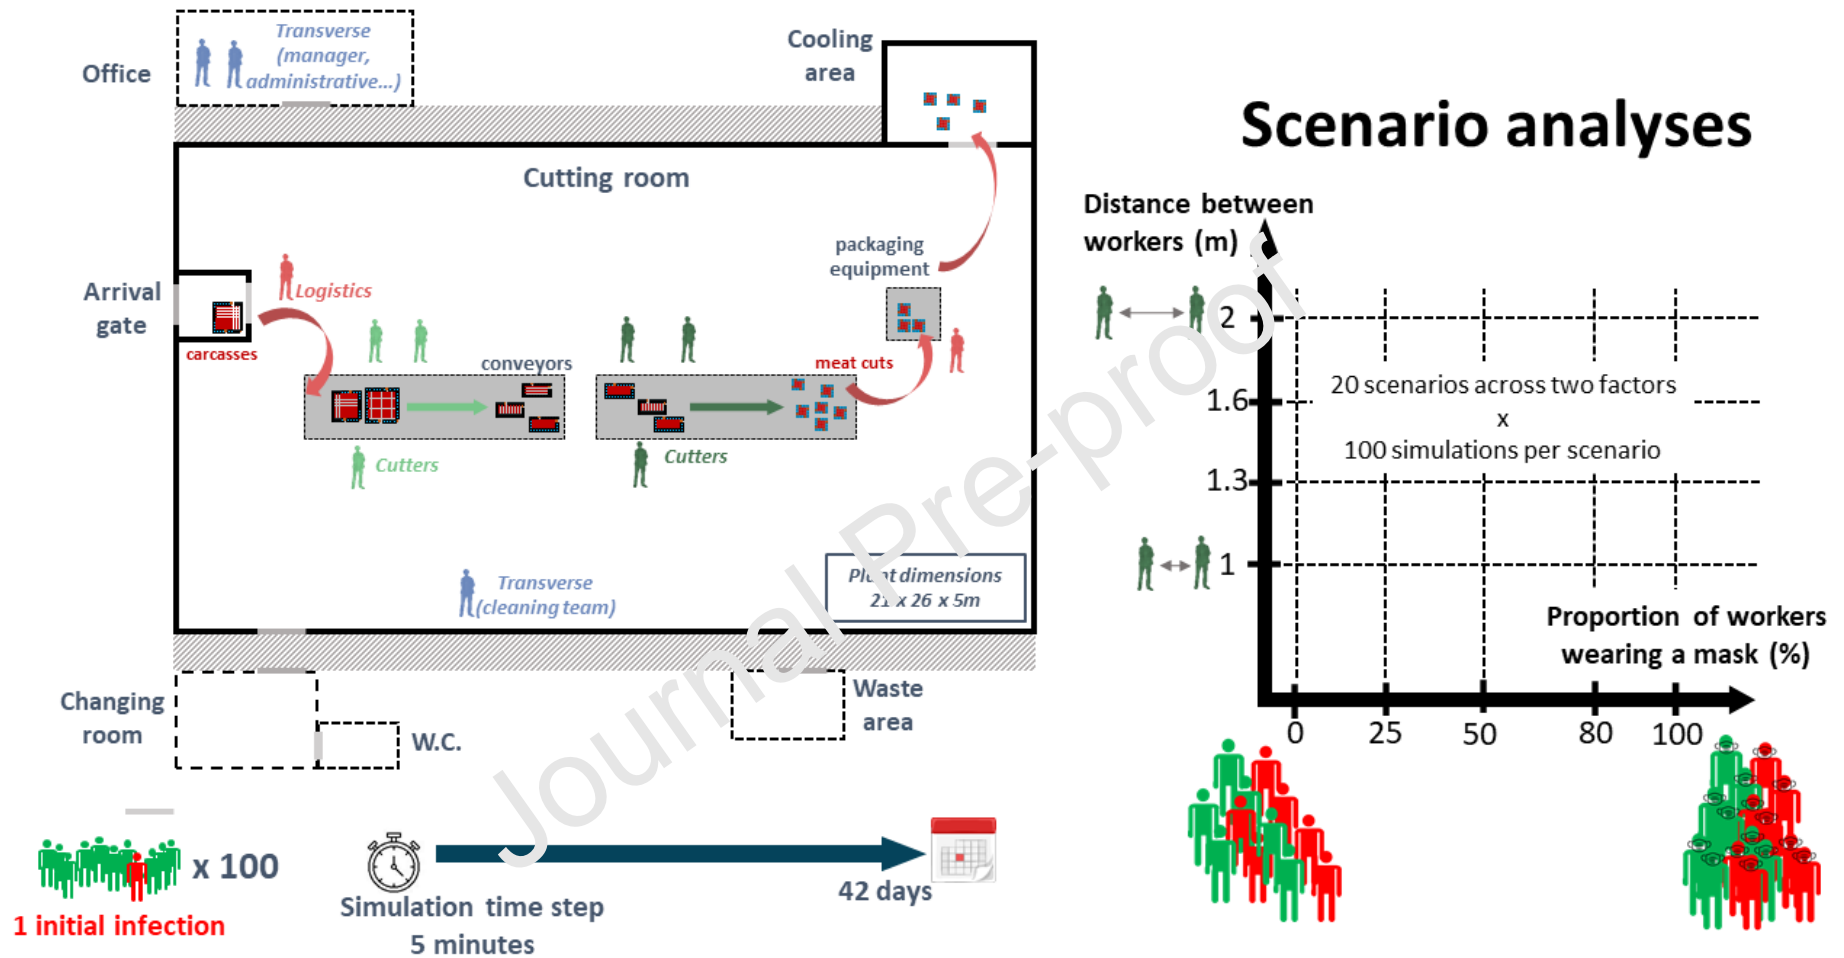 Office
Transverse
(manager,
administrative...)
Cooling
area
Cutting room
Arrival
gate
carcasses
Logistics
conveyors
packaging
equipment
meat cuts
Cutters
Cutters
Transverse
(cleaning team)
Plant dimensions
21 x 26 x 5m
Changing
room
W.C.
Waste
area
x 100
1 initial infection
Simulation time step
5 minutes
42 days
Scenario analyses
Distance between
workers (m)
2
1.6
1.3
1
20 scenarios across two factors
x
100 simulations per scenario
Proportion of workers
wearing a mask (%)
0 25 50 80 100
Journal Pre-proof